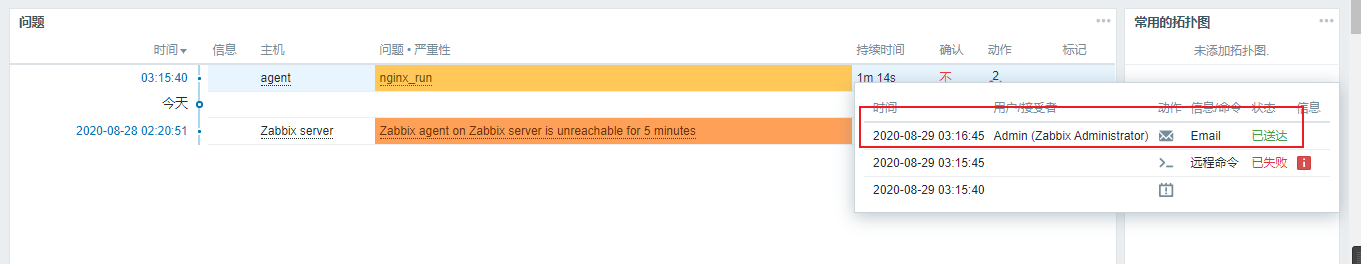 问题
时间 信息 主机 问题 • 严重性 持续时间 确认 动作 标记
03:15:40 agent nginx_run 1m 14s 不 2
今天
2020-08-28 02:20:51 Zabbix server Zabbix agent on Zabbix server is unreachable for 5 minutes
时间 用户/接受者 动作 信息/命令 状态 信息
2020-08-29 03:16:45 Admin (Zabbix Administrator) Email 已送达
2020-08-29 03:15:45 远程命令 已失败
2020-08-29 03:15:40
常用的拓扑图
未添加拓扑图.